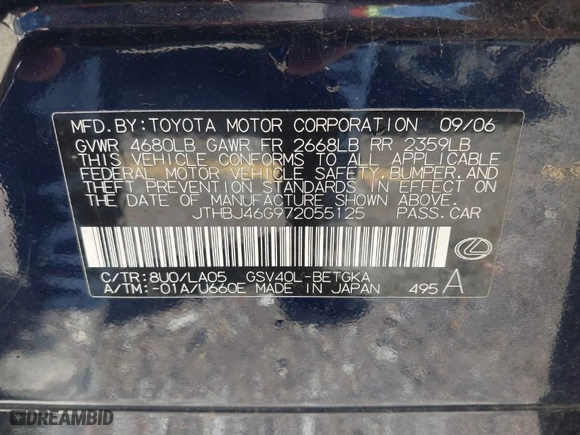 MFD. BY: TOYOTA MOTOR CORPORATION 09/06
GVWR 4680LB GAWR FR 2668LB RR 2359LB
THIS VEHICLE CONFORMS TO ALL APPLICABLE
FEDERAL MOTOR VEHICLE SAFETY, BUMPER, AND
THEFT PREVENTION STANDARDS IN EFFECT ON
THE DATE OF MANUFACTURE SHOWN ABOVE.
JTHBJ46G972055125 PASS. CAR
C/TR: 8U0/LA05 GSV40L-BETGKA
A/TM: -01A/U660E MADE IN JAPAN 495 A
DREAMBID